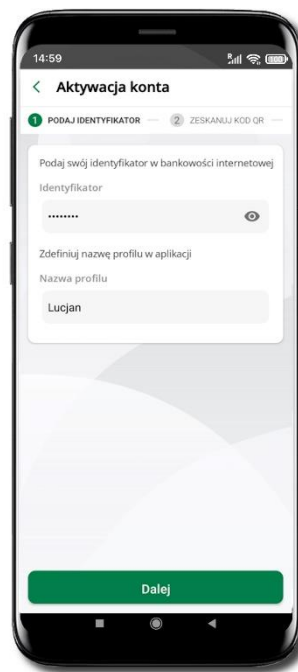 14:59
Aktywacja konta
1 PODAJ IDENTYFIKATOR 2 ZESKANUJ KOD QR
Podaj swój identyfikator w bankowości internetowej
Identyfikator
••••••••
Zdefiniuj nazwę profilu w aplikacji
Nazwa profilu
Lucjan
Dalej